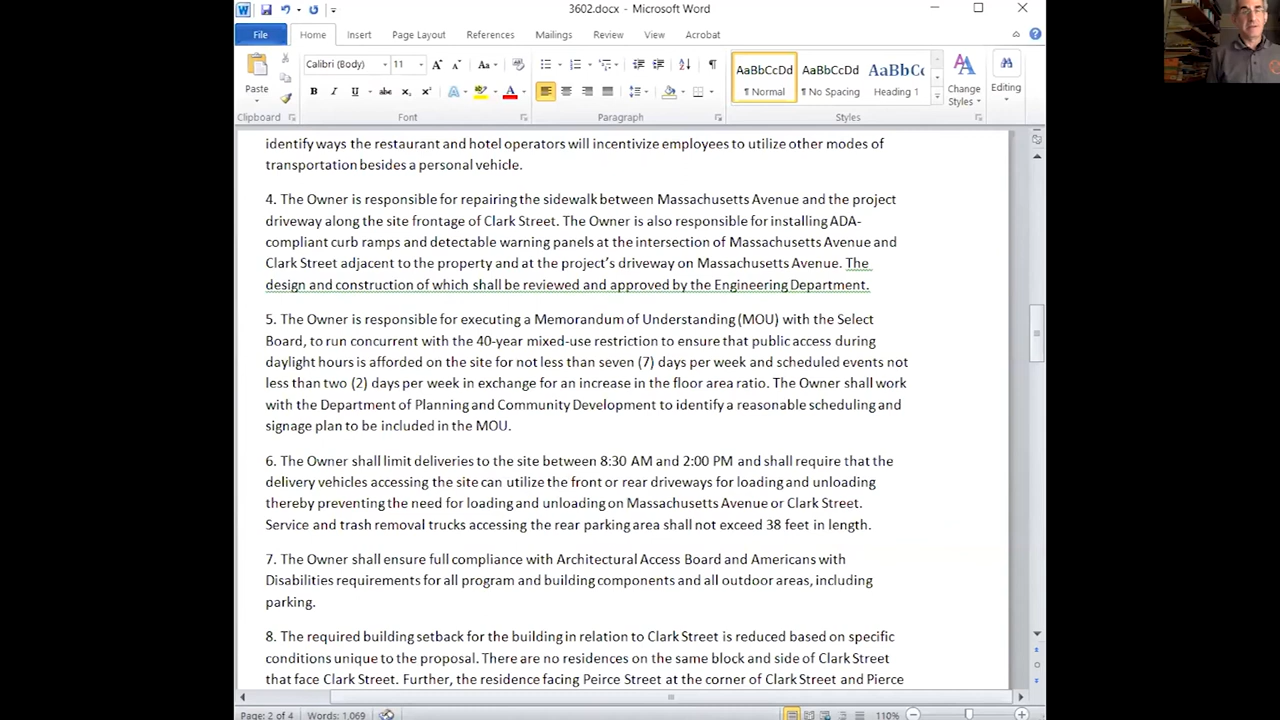 3602.docx - Microsoft Word
File Home Insert Page Layout References Mailings Review View Acrobat
Calibri (Body) 11
AaBbCcDd AaBbCcDd AaBbCc
Paste
¶ Normal ¶ No Spacing Heading 1
Change Styles
Editing
Clipboard Font Paragraph Styles
identify ways the restaurant and hotel operators will incentivize employees to utilize other modes of
transportation besides a personal vehicle.
4. The Owner is responsible for repairing the sidewalk between Massachusetts Avenue and the project
driveway along the site frontage of Clark Street. The Owner is also responsible for installing ADA-
compliant curb ramps and detectable warning panels at the intersection of Massachusetts Avenue and
Clark Street adjacent to the property and at the project's driveway on Massachusetts Avenue. The
design and construction of which shall be reviewed and approved by the Engineering Department.
5. The Owner is responsible for executing a Memorandum of Understanding (MOU) with the Select
Board, to run concurrent with the 40-year mixed-use restriction to ensure that public access during
daylight hours is afforded on the site for not less than seven (7) days per week and scheduled events not
less than two (2) days per week in exchange for an increase in the floor area ratio. The Owner shall work
with the Department of Planning and Community Development to identify a reasonable scheduling and
signage plan to be included in the MOU.
6. The Owner shall limit deliveries to the site between 8:30 AM and 2:00 PM and shall require that the
delivery vehicles accessing the site can utilize the front or rear driveways for loading and unloading
thereby preventing the need for loading and unloading on Massachusetts Avenue or Clark Street.
Service and trash removal trucks accessing the rear parking area shall not exceed 38 feet in length.
7. The Owner shall ensure full compliance with Architectural Access Board and Americans with
Disabilities requirements for all program and building components and all outdoor areas, including
parking.
8. The required building setback for the building in relation to Clark Street is reduced based on specific
conditions unique to the proposal. There are no residences on the same block and side of Clark Street
that face Clark Street. Further, the residence facing Peirce Street at the corner of Clark Street and Pierce
Page: 2 of 4 Words: 1,069 110%